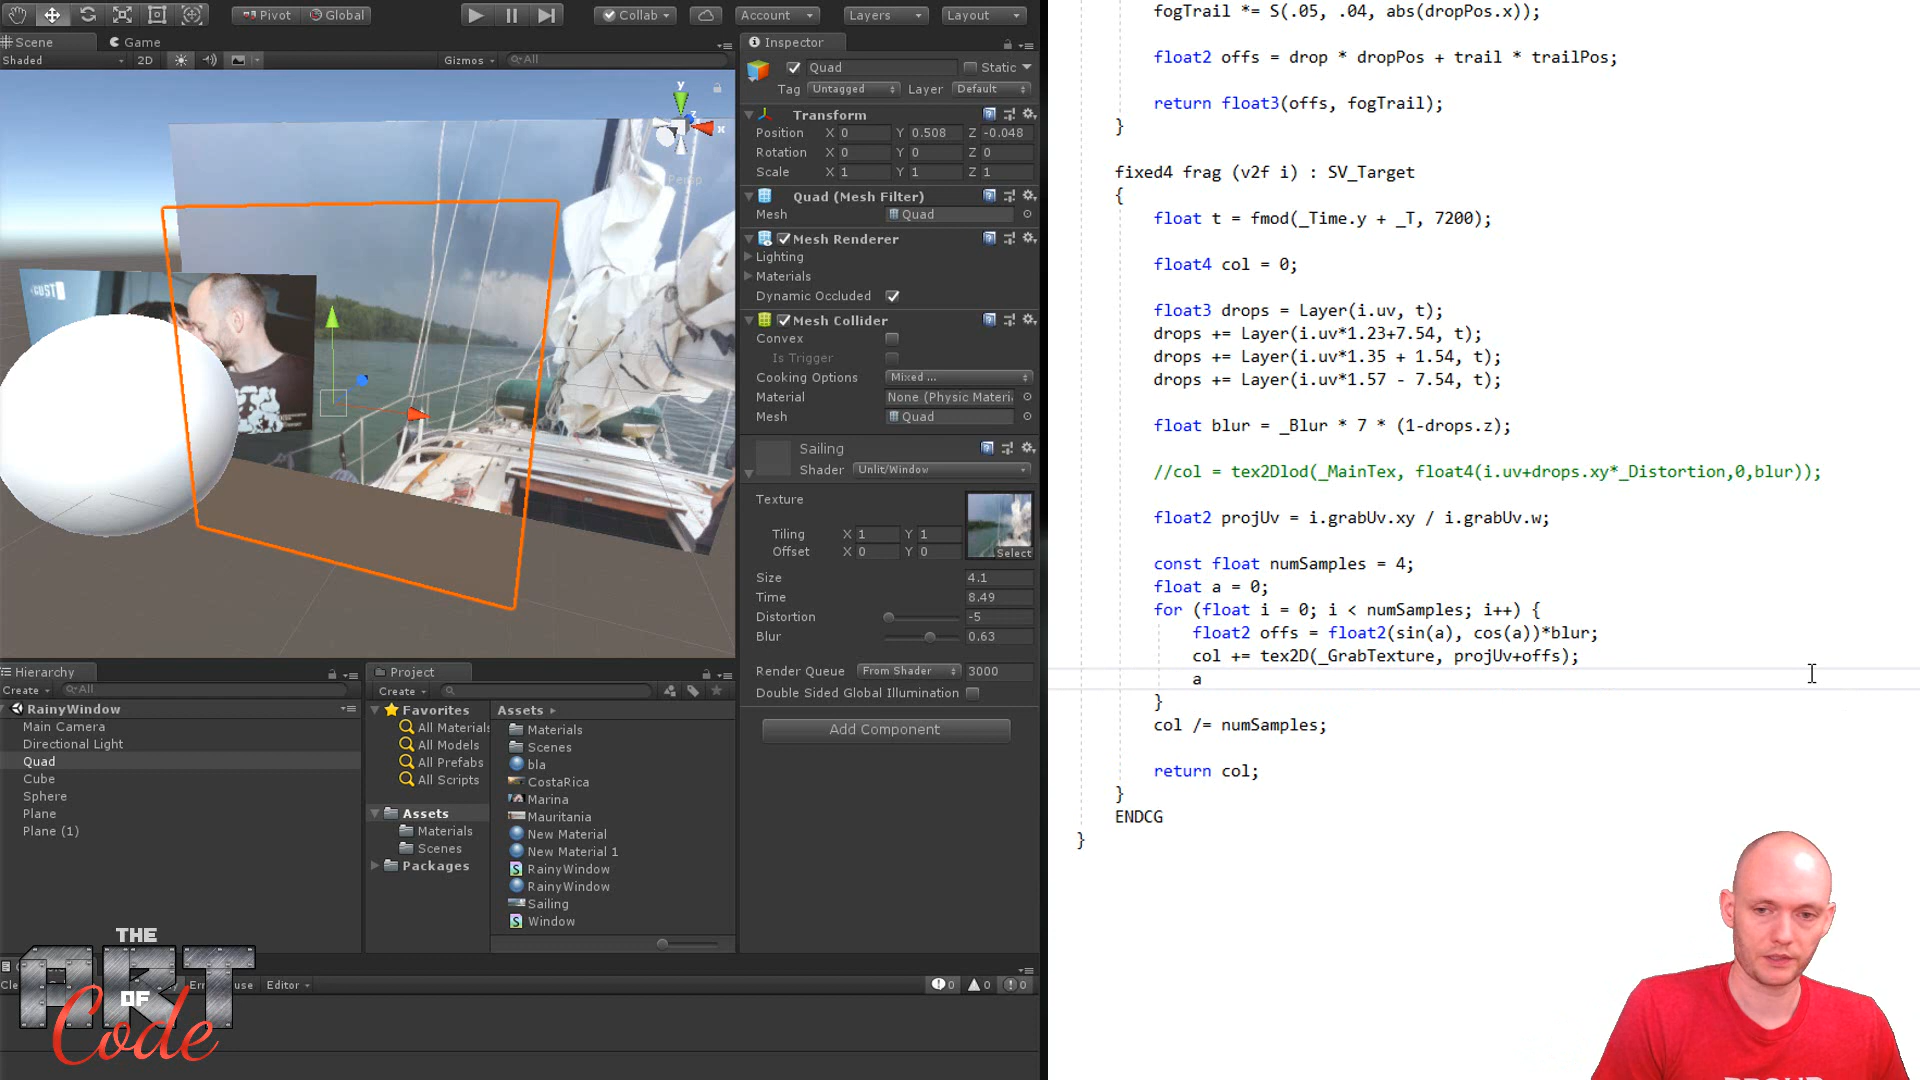 Pivot
Global
Collab
Account
Layers
Layout
Scene
Game
Shaded
2D
Gizmos
All
Persp
y
x
Inspector
Quad
Static
Tag Untagged Layer Default
Transform
Position X 0 Y 0.508 Z -0.048
Rotation X 0 Y 0 Z 0
Scale X 1 Y 1 Z 1
Quad (Mesh Filter)
Mesh Quad
Mesh Renderer
Lighting
Materials
Dynamic Occluded
Mesh Collider
Convex
Is Trigger
Cooking Options Mixed ...
Material None (Physic Materi
Mesh Quad
Sailing
Shader Unlit/Window
Texture
Tiling X 1 Y 1
Offset X 0 Y 0
Select
Size 4.1
Time 8.49
Distortion -5
Blur 0.63
Render Queue From Shader 3000
Double Sided Global Illumination
Add Component
Hierarchy
Create All
RainyWindow
Main Camera
Directional Light
Quad
Cube
Sphere
Plane
Plane (1)
Project
Create
Favorites
All Materials
All Models
All Prefabs
All Scripts
Assets
Materials
Scenes
Packages
Assets
Materials
Scenes
bla
CostaRica
Marina
Mauritania
New Material
New Material 1
RainyWindow
RainyWindow
Sailing
Window
Editor
0 0 0
THE
ART
OF
Code
fogTrail *= S(.05, .04, abs(dropPos.x));
float2 offs = drop * dropPos + trail * trailPos;
return float3(offs, fogTrail);
}
fixed4 frag (v2f i) : SV_Target
{
float t = fmod(_Time.y + _T, 7200);
float4 col = 0;
float3 drops = Layer(i.uv, t);
drops += Layer(i.uv*1.23+7.54, t);
drops += Layer(i.uv*1.35 + 1.54, t);
drops += Layer(i.uv*1.57 - 7.54, t);
float blur = _Blur * 7 * (1-drops.z);
//col = tex2Dlod(_MainTex, float4(i.uv+drops.xy*_Distortion,0,blur));
float2 projUv = i.grabUv.xy / i.grabUv.w;
const float numSamples = 4;
float a = 0;
for (float i = 0; i < numSamples; i++) {
float2 offs = float2(sin(a), cos(a))*blur;
col += tex2D(_GrabTexture, projUv+offs);
a
}
col /= numSamples;
return col;
}
ENDCG
}